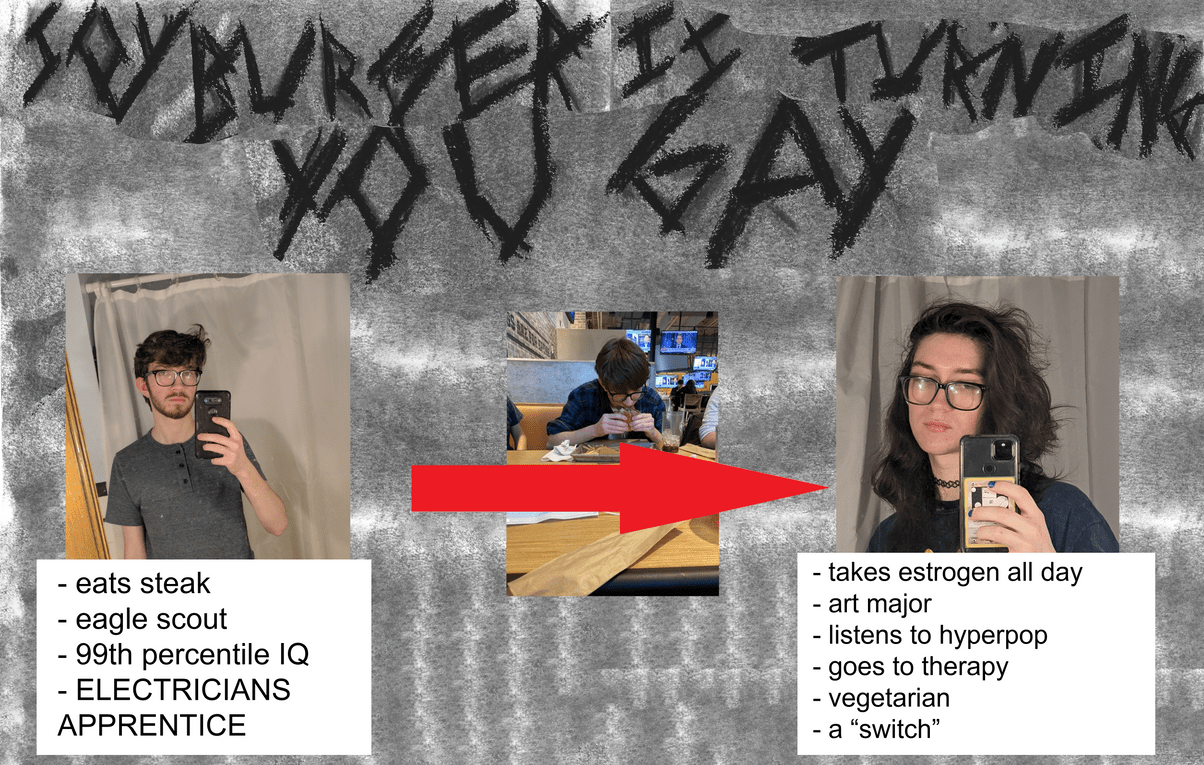 SOYBURGER IS TURNING
YOU GAY
- eats steak
- eagle scout
- 99th percentile IQ
- ELECTRICIANS
APPRENTICE
- takes estrogen all day
- art major
- listens to hyperpop
- goes to therapy
- vegetarian
- a “switch”